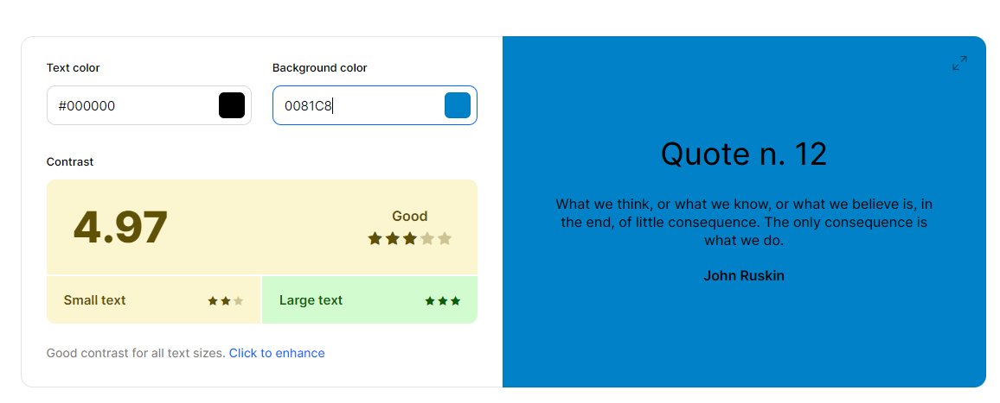 Text color
Background color
#000000
0081C8
Contrast
4.97
Good
Small text
Large text
Good contrast for all text sizes. Click to enhance
Quote n. 12
What we think, or what we know, or what we believe is, in
the end, of little consequence. The only consequence is
what we do.
John Ruskin